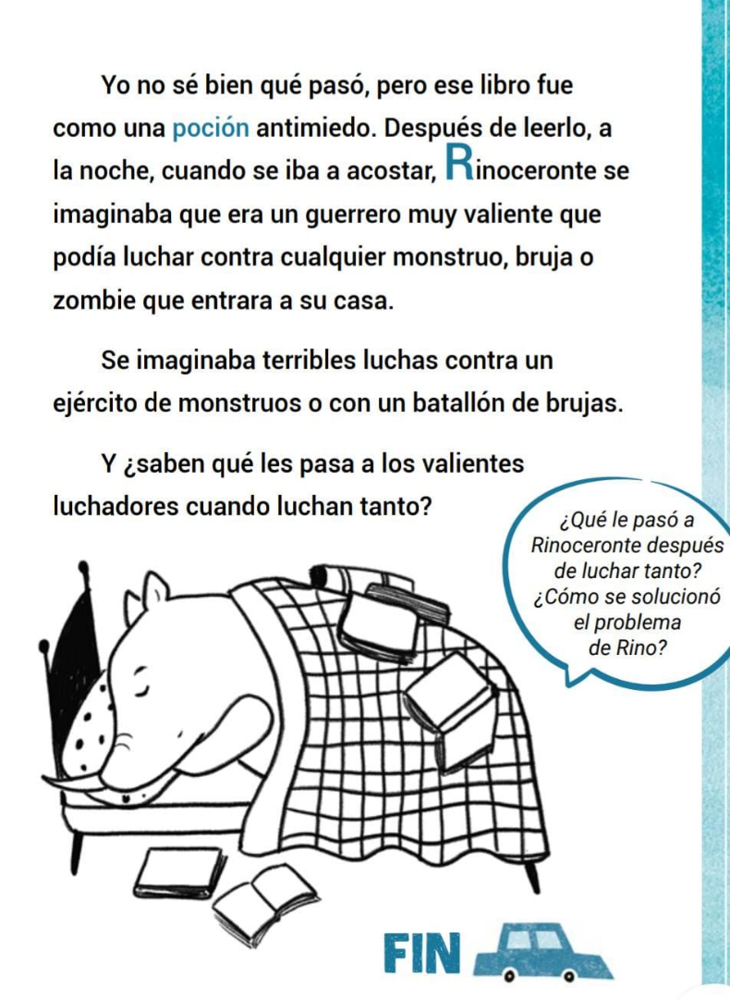 Yo no sé bien qué pasó, pero ese libro fue
como una poción antimiedo. Después de leerlo, a
la noche, cuando se iba a acostar, Rinoceronte se
imaginaba que era un guerrero muy valiente que
podía luchar contra cualquier monstruo, bruja o
zombie que entrara a su casa.
Se imaginaba terribles luchas contra un
ejército de monstruos o con un batallón de brujas.
Y ¿saben qué les pasa a los valientes
luchadores cuando luchan tanto?
¿Qué le pasó a
Rinoceronte después
de luchar tanto?
¿Cómo se solucionó
el problema
de Rino?
FIN